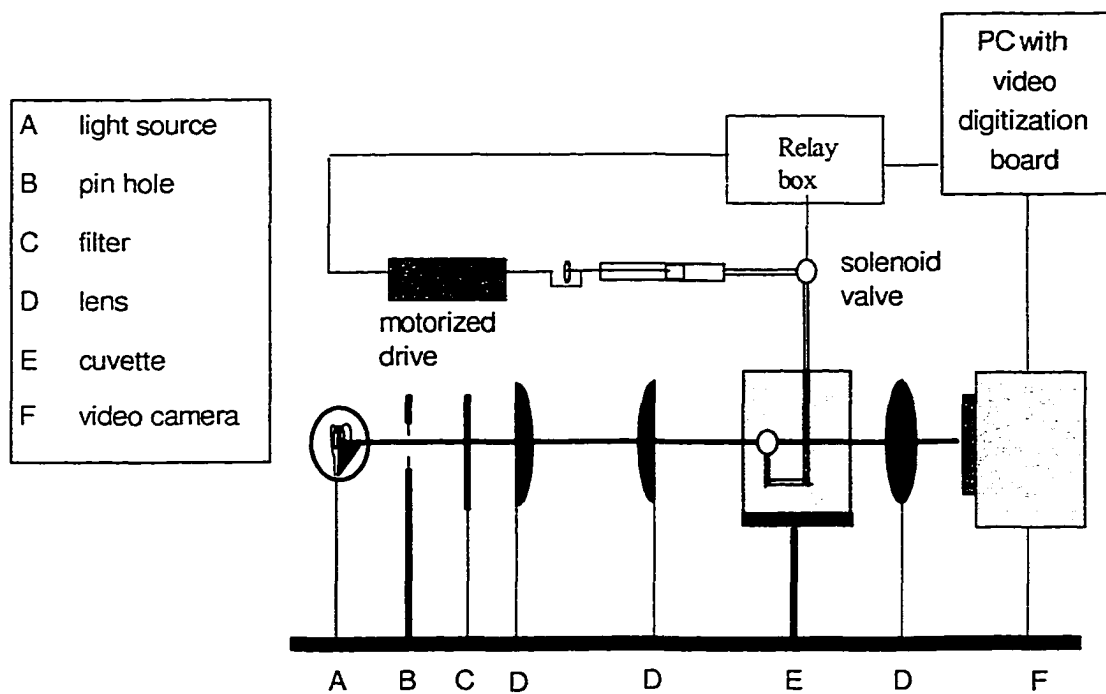 PC with
video
digitization
board
A light source
B pin hole
C filter
D lens
E cuvette
F video camera
Relay
box
solenoid
valve
motorized
drive
A B C D D E D F